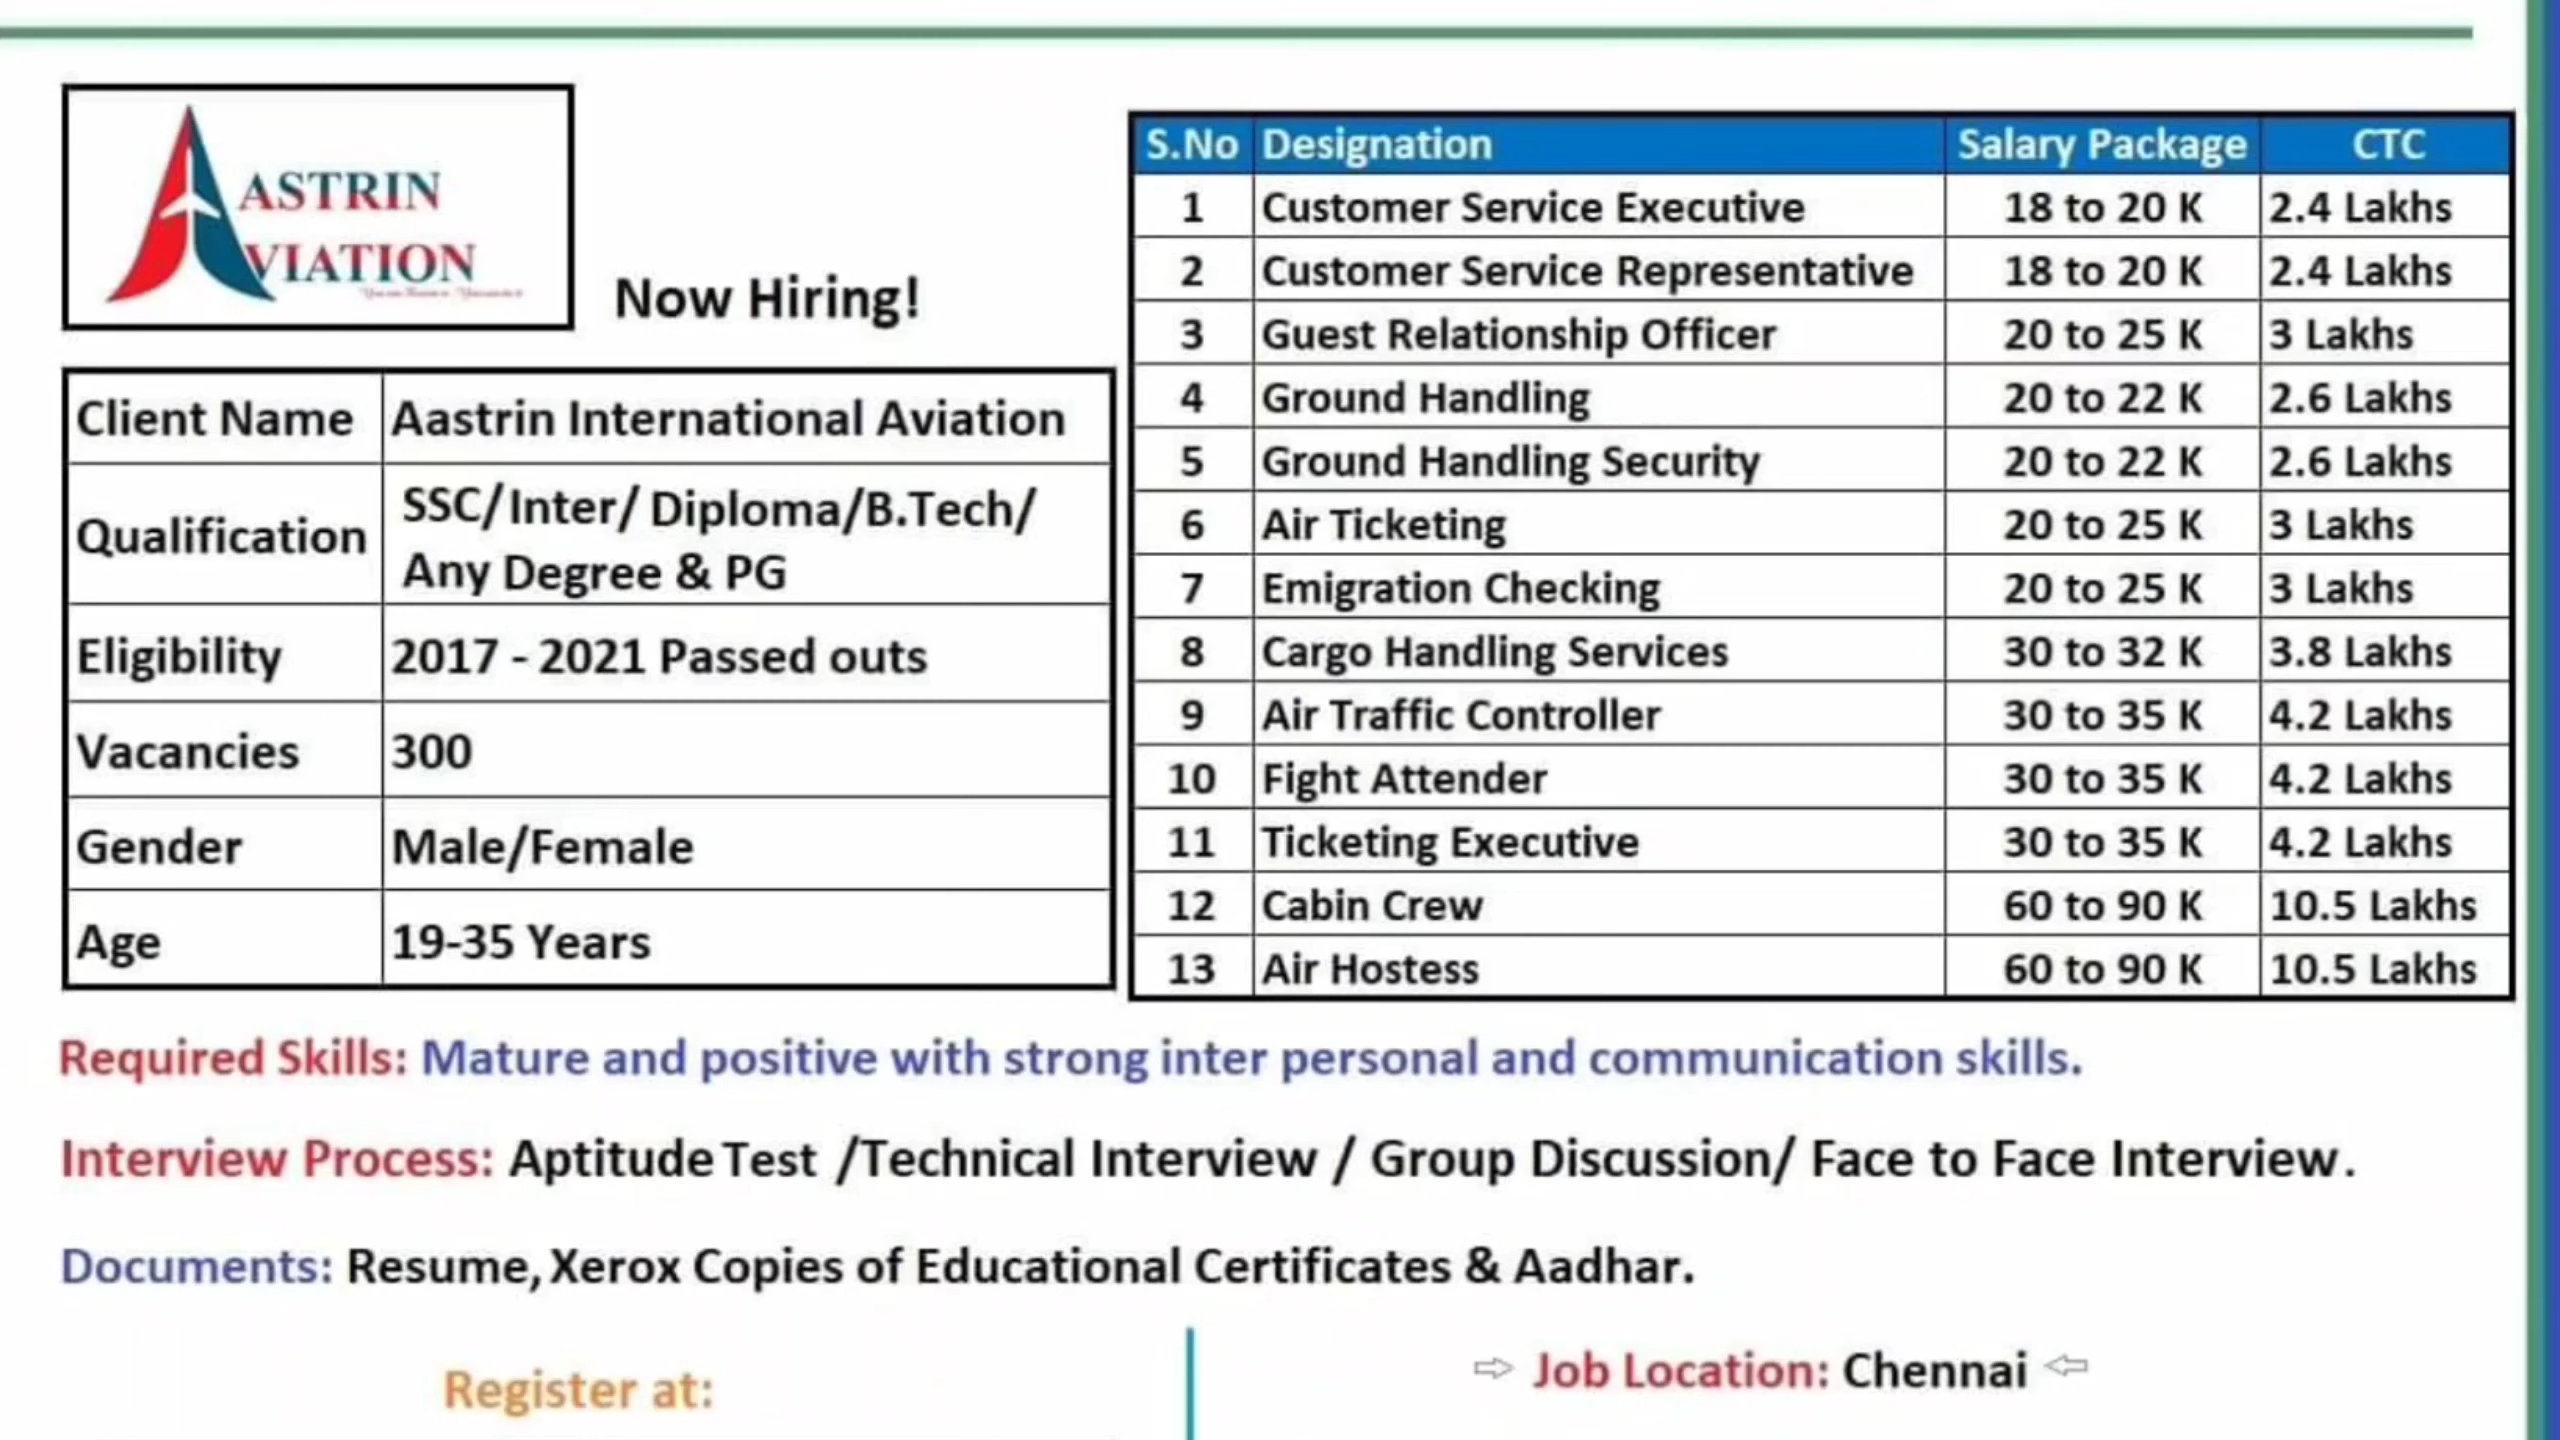 ASTRIN
VIATION
Now Hiring!
Client Name Aastrin International Aviation
Qualification SSC/Inter/ Diploma/B.Tech/
Any Degree & PG
Eligibility 2017 - 2021 Passed outs
Vacancies 300
Gender Male/Female
Age 19-35 Years
S.No Designation Salary Package CTC
1 Customer Service Executive 18 to 20 K 2.4 Lakhs
2 Customer Service Representative 18 to 20 K 2.4 Lakhs
3 Guest Relationship Officer 20 to 25 K 3 Lakhs
4 Ground Handling 20 to 22 K 2.6 Lakhs
5 Ground Handling Security 20 to 22 K 2.6 Lakhs
6 Air Ticketing 20 to 25 K 3 Lakhs
7 Emigration Checking 20 to 25 K 3 Lakhs
8 Cargo Handling Services 30 to 32 K 3.8 Lakhs
9 Air Traffic Controller 30 to 35 K 4.2 Lakhs
10 Fight Attender 30 to 35 K 4.2 Lakhs
11 Ticketing Executive 30 to 35 K 4.2 Lakhs
12 Cabin Crew 60 to 90 K 10.5 Lakhs
13 Air Hostess 60 to 90 K 10.5 Lakhs
Required Skills: Mature and positive with strong inter personal and communication skills.
Interview Process: Aptitude Test /Technical Interview / Group Discussion/ Face to Face Interview.
Documents: Resume, Xerox Copies of Educational Certificates & Aadhar.
Register at:
⇨ Job Location: Chennai ⇦